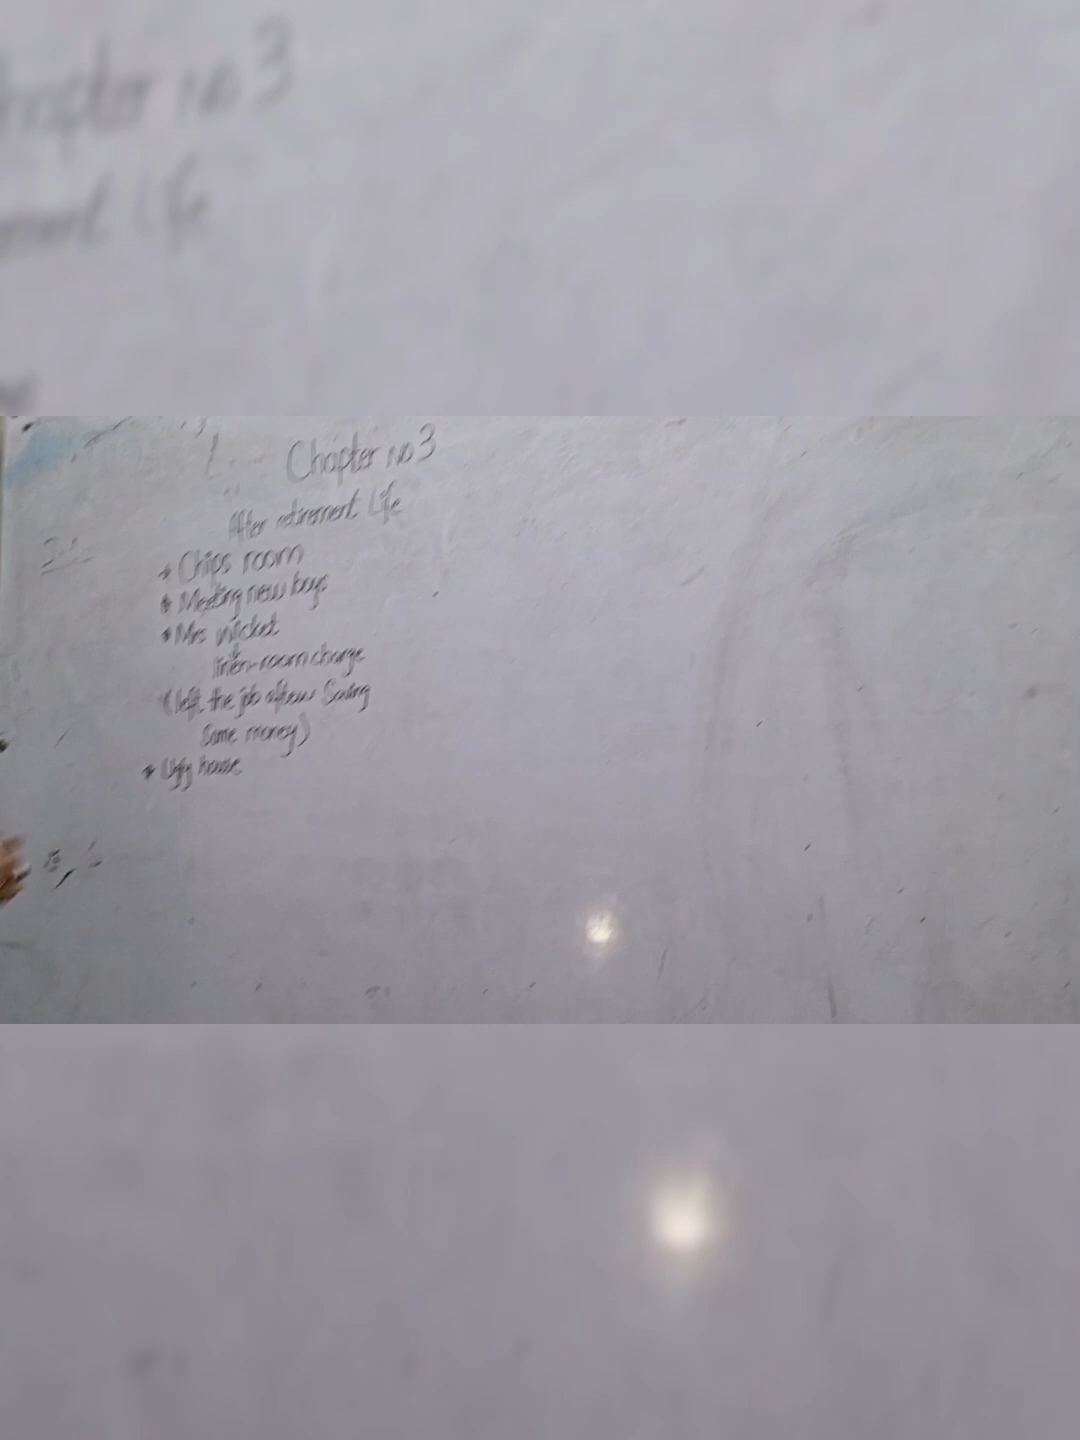 Chapter no 3
After retirement Life
* Chips room
* Meeting new boys
* Mrs wicket
linen-room charge
(left the job after Saving
Some money)
* Ugly house